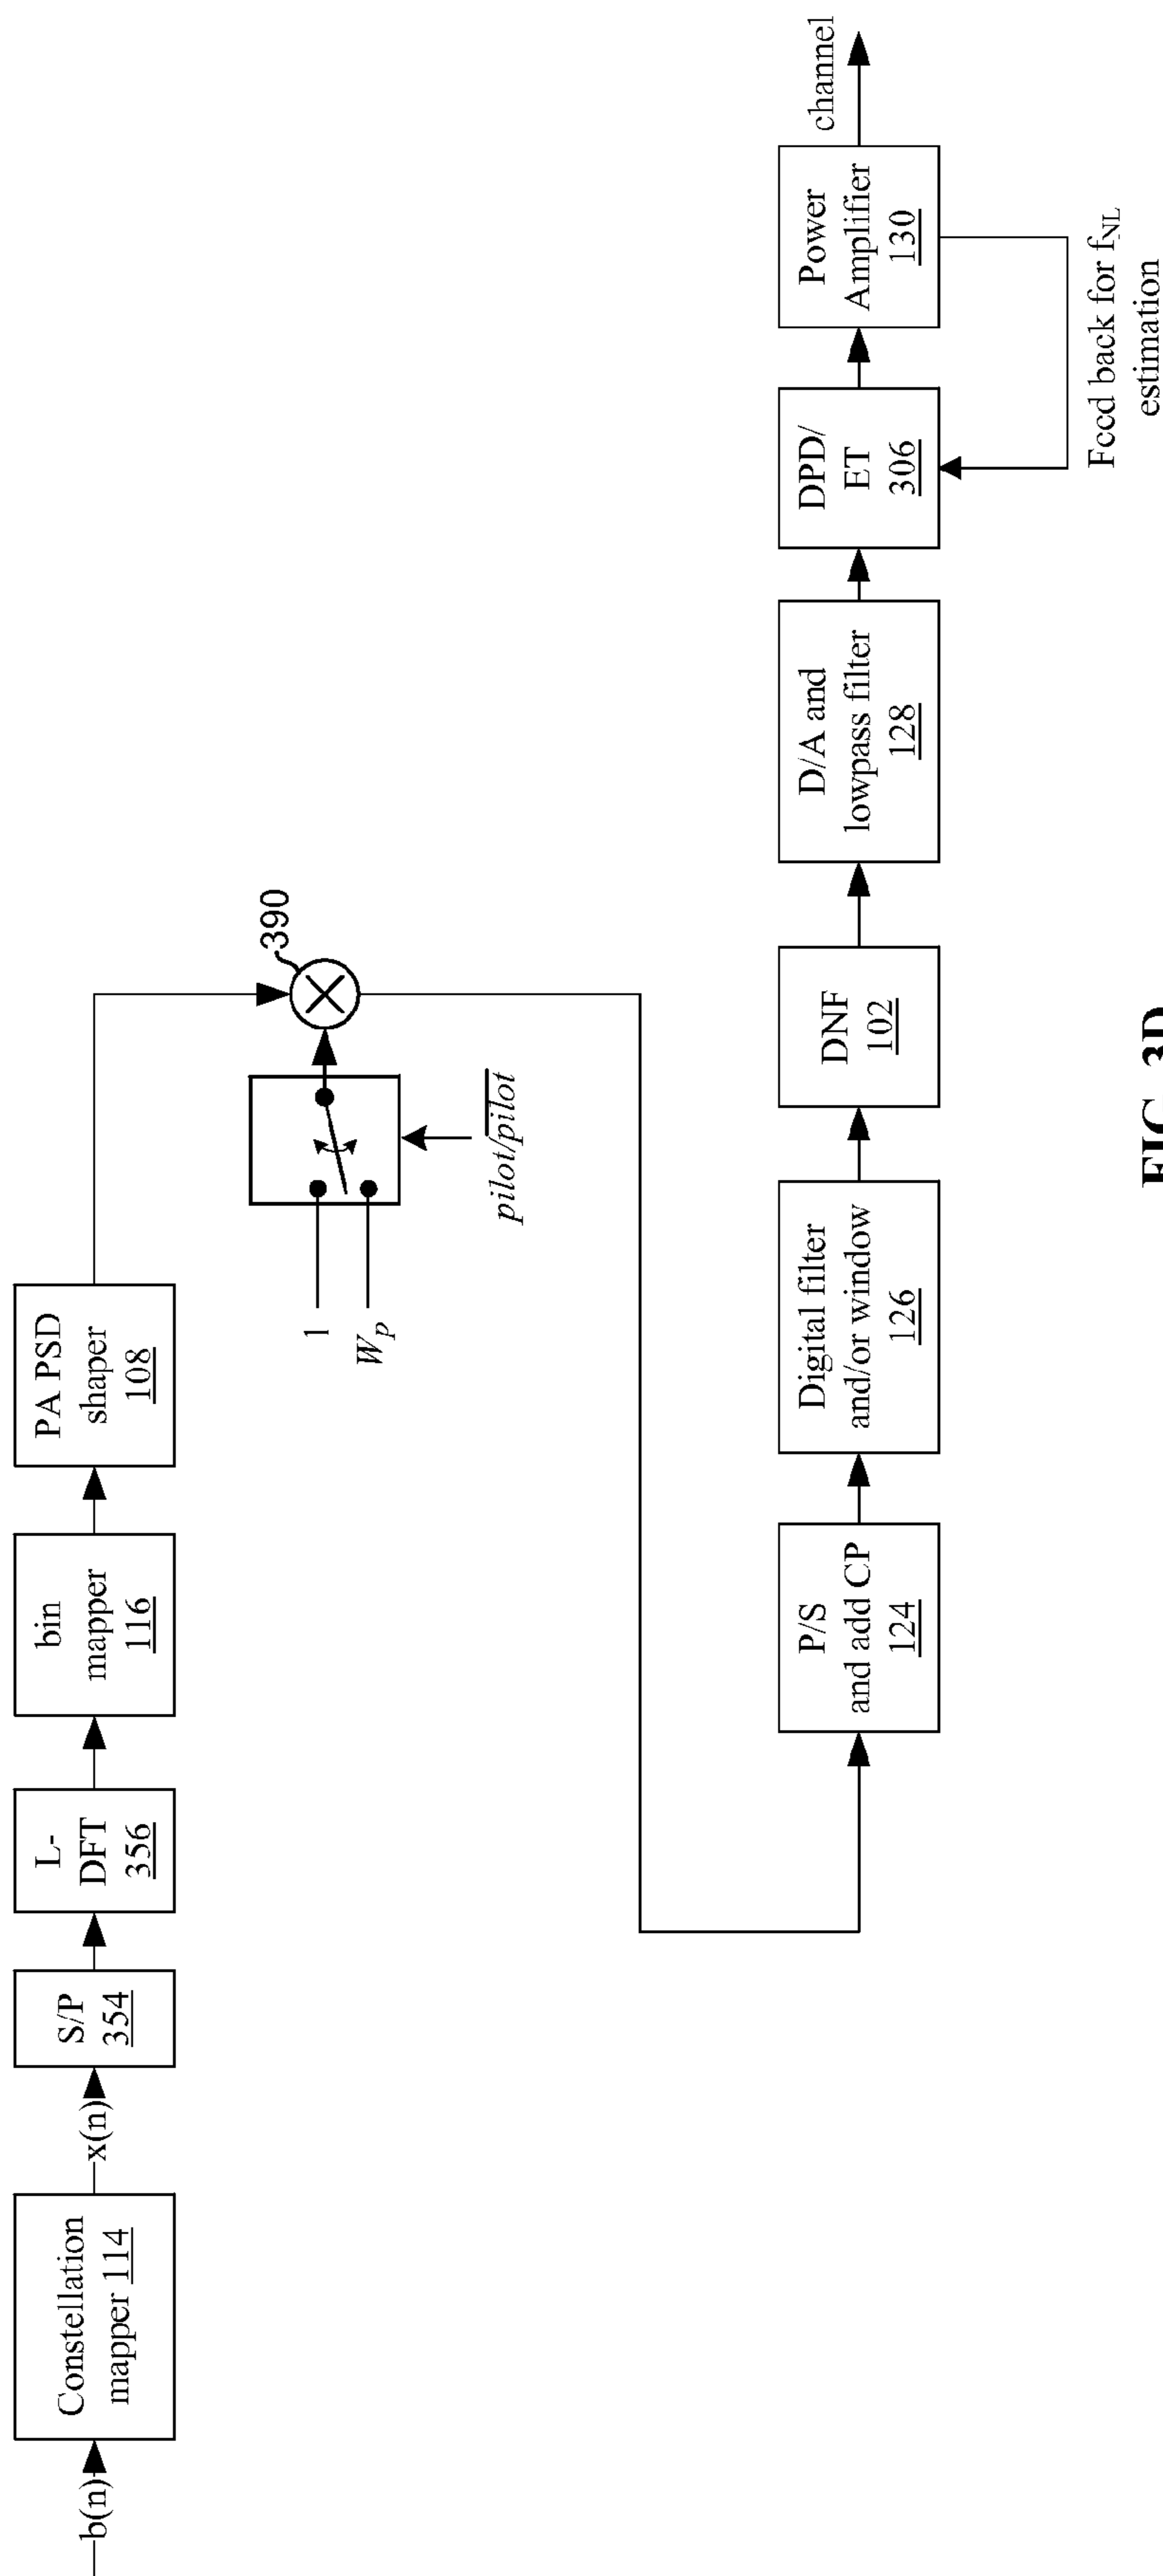 b(n)
Constellation
mapper 114
x(n)
S/P
354
L-
DFT
356
bin
mapper
116
PA PSD
shaper
108
390
1
Wp
pilot/pilot
P/S
and add CP
124
Digital filter
and/or window
126
DNF
102
D/A and
lowpass filter
128
DPD/
ET
306
Power
Amplifier
130
channel
Feed back for fNL
estimation
FIG. 3D